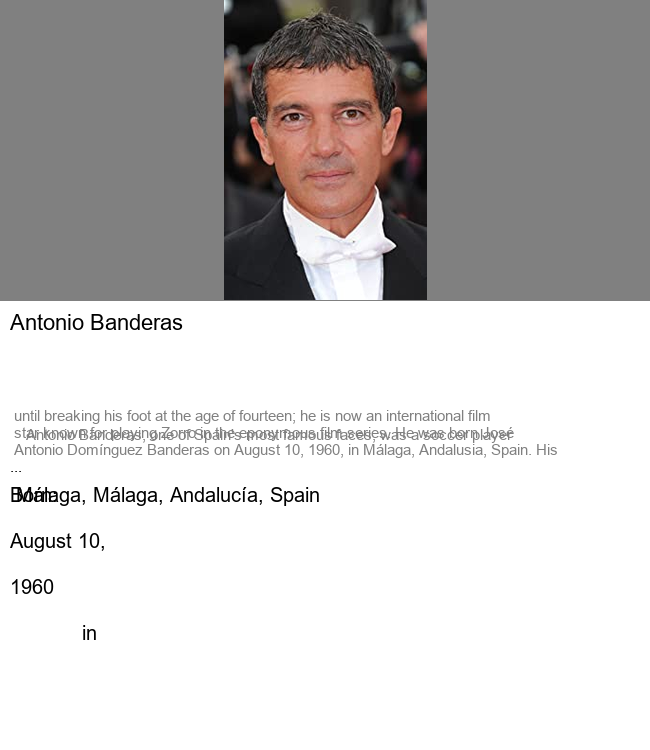 Antonio Banderas
Antonio Banderas, one of Spain's most famous faces, was a soccer player
until breaking his foot at the age of fourteen; he is now an international film
star known for playing Zorro in the eponymous film series. He was born José
Antonio Domínguez Banderas on August 10, 1960, in Málaga, Andalusia, Spain. His
...
Born:
Málaga, Málaga, Andalucía, Spain
August 10,
1960
in